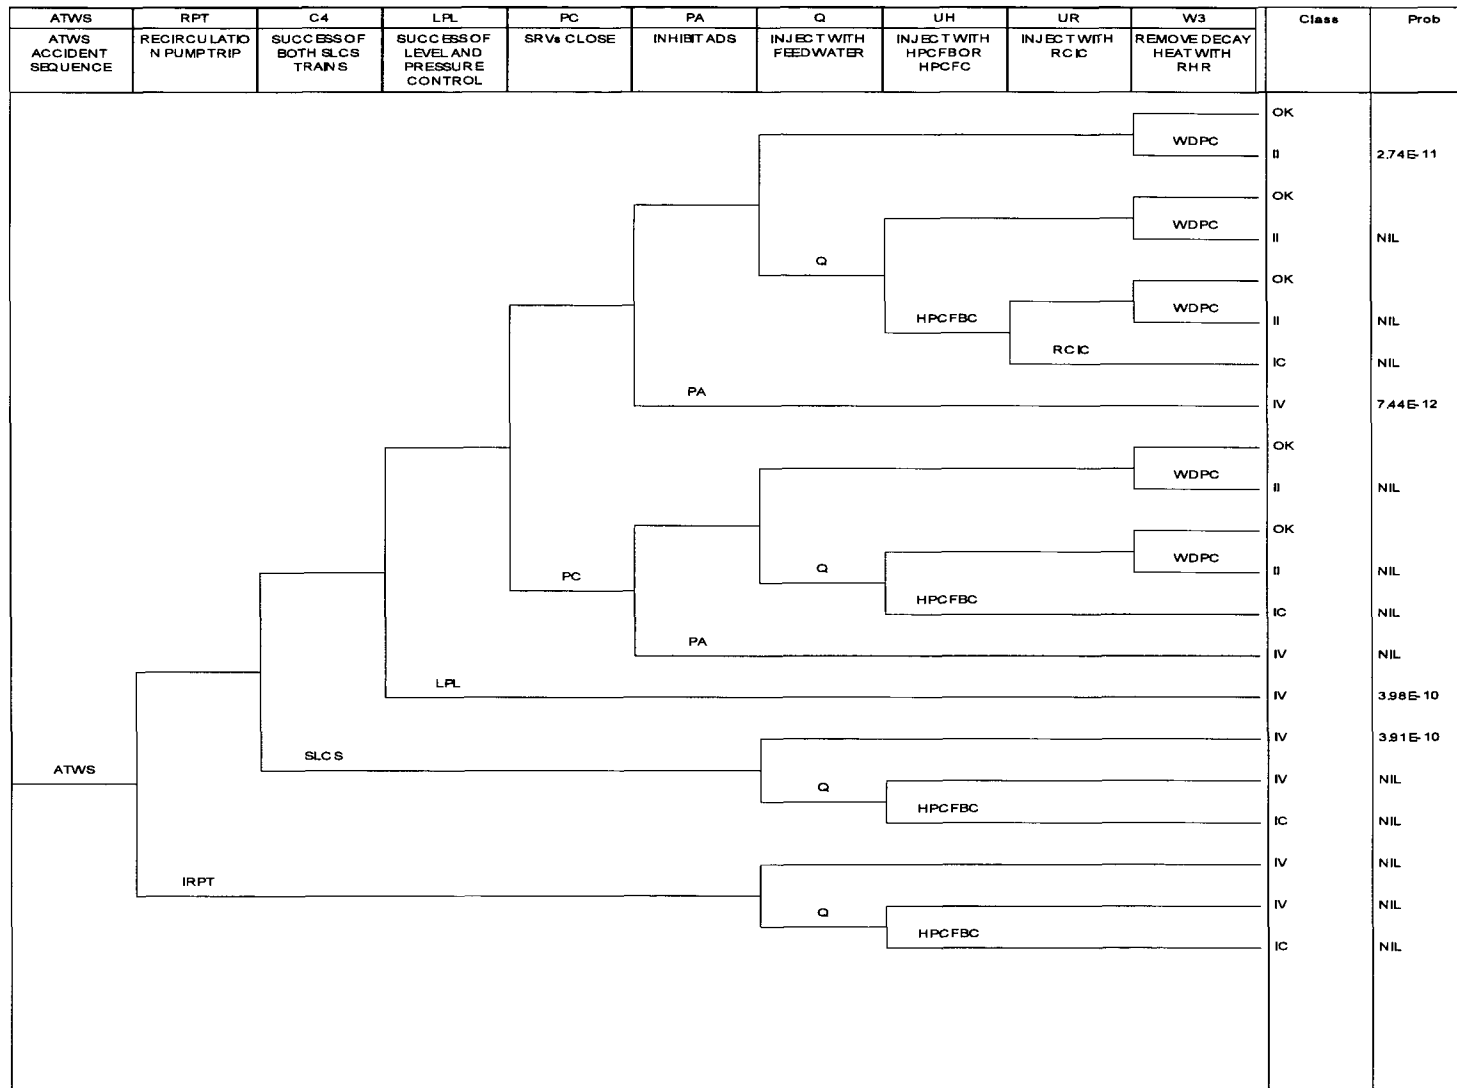 ATWS RPT C4 LPL PC PA Q UH UR W3 Class Prob
ATWS RECIRCULATIO SUCCESS OF SUCCESS OF SRVs CLOSE INHIBIT ADS INJECT WITH INJECT WITH INJECT WITH REMOVE DECAY
ACCIDENT N PUMP TRIP BOTH SLCS LEVEL AND FEEDWATER HPCFB OR RCIC HEAT WITH
SEQUENCE TRAINS PRESSURE HPCFC RHR
CONTROL
OK
WDPC
II 2.74E-11
OK
WDPC
II NIL
Q
OK
WDPC
HPCFBC
II NIL
RCIC
IC NIL
PA
IV 7.44E-12
OK
WDPC
II NIL
OK
WDPC
Q
II NIL
PC
HPCFBC
IC NIL
PA
IV NIL
LPL
IV 3.98E-10
IV 3.91E-10
SLCS
ATWS
IV NIL
Q
HPCFBC
IC NIL
IV NIL
IRPT
IV NIL
Q
HPCFBC
IC NIL